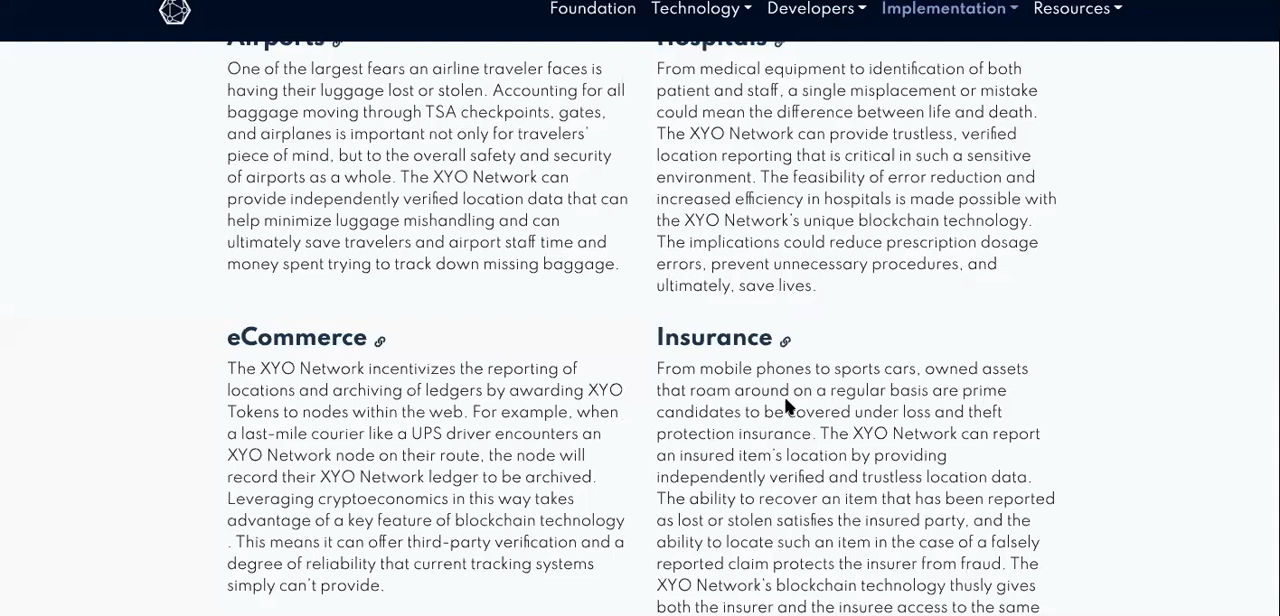 Foundation Technology Developers Implementation Resources
Airports
One of the largest fears an airline traveler faces is
having their luggage lost or stolen. Accounting for all
baggage moving through TSA checkpoints, gates,
and airplanes is important not only for travelers'
piece of mind, but to the overall safety and security
of airports as a whole. The XYO Network can
provide independently verified location data that can
help minimize luggage mishandling and can
ultimately save travelers and airport staff time and
money spent trying to track down missing baggage.
Hospitals
From medical equipment to identification of both
patient and staff, a single misplacement or mistake
could mean the difference between life and death.
The XYO Network can provide trustless, verified
location reporting that is critical in such a sensitive
environment. The feasibility of error reduction and
increased efficiency in hospitals is made possible with
the XYO Network's unique blockchain technology.
The implications could reduce prescription dosage
errors, prevent unnecessary procedures, and
ultimately, save lives.
eCommerce
The XYO Network incentivizes the reporting of
locations and archiving of ledgers by awarding XYO
Tokens to nodes within the web. For example, when
a last-mile courier like a UPS driver encounters an
XYO Network node on their route, the node will
record their XYO Network ledger to be archived.
Leveraging cryptoeconomics in this way takes
advantage of a key feature of blockchain technology
. This means it can offer third-party verification and a
degree of reliability that current tracking systems
simply can't provide.
Insurance
From mobile phones to sports cars, owned assets
that roam around on a regular basis are prime
candidates to be covered under loss and theft
protection insurance. The XYO Network can report
an insured item's location by providing
independently verified and trustless location data.
The ability to recover an item that has been reported
as lost or stolen satisfies the insured party, and the
ability to locate such an item in the case of a falsely
reported claim protects the insurer from fraud. The
XYO Network's blockchain technology thusly gives
both the insurer and the insuree access to the same